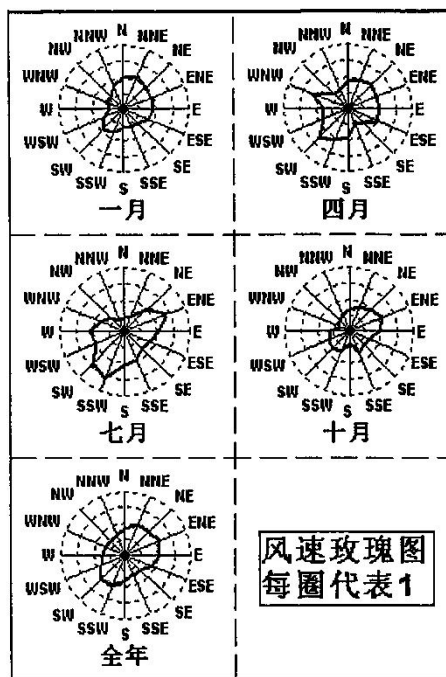 N
NNW NNE
NW NE
WNW ENE
W E
WSW ESE
SW SE
SSW SSE
S
一月
N
NNW NNE
NW NE
WNW ENE
W E
WSW ESE
SW SE
SSW SSE
S
四月
N
NNW NNE
NW NE
WNW ENE
W E
WSW ESE
SW SE
SSW SSE
S
七月
N
NNW NNE
NW NE
WNW ENE
W E
WSW ESE
SW SE
SSW SSE
S
十月
N
NNW NNE
NW NE
WNW ENE
W E
WSW ESE
SW SE
SSW SSE
S
全年
风速玫瑰图
每圈代表1